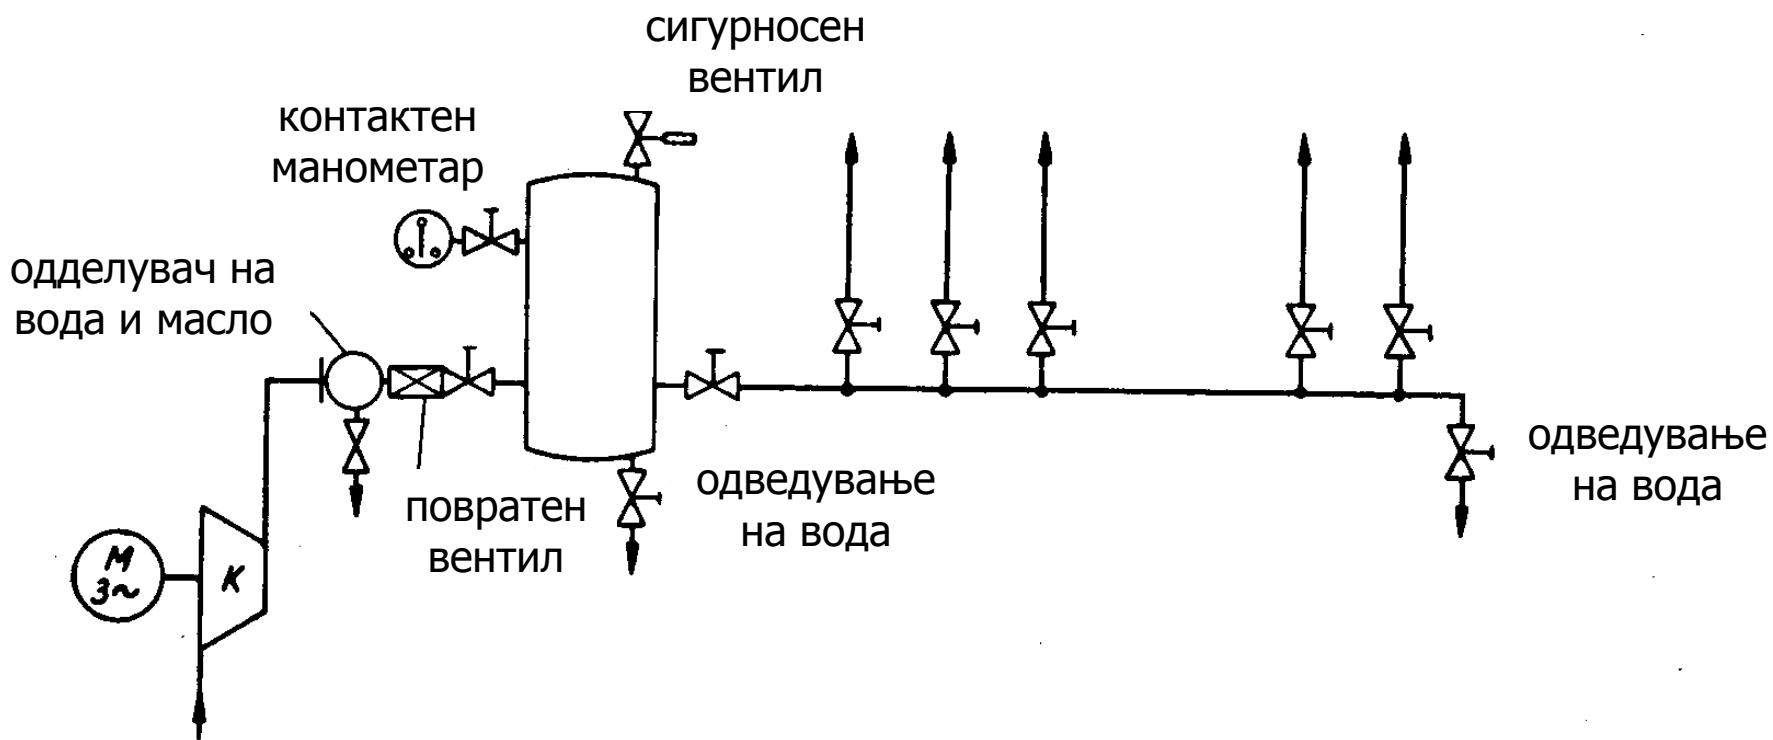 сигурносен
вентил
контактен
манометар
одделувач на
вода и масло
повратен
вентил
одведување
на вода
одведување
на вода
М
3~
К